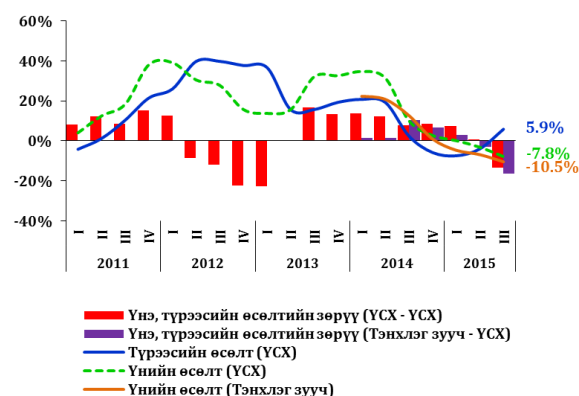 60%
40%
20%
0%
-20%
-40%
5.9%
-7.8%
-10.5%
I II III IV I II III IV I II III IV I II III IV I II III
2011 2012 2013 2014 2015
Үнэ, түрээсийн өсөлтийн зөрүү (ҮСХ - ҮСХ)
Үнэ, түрээсийн өсөлтийн зөрүү (Тэнхлэг зууч - ҮСХ)
Түрээсийн өсөлт (ҮСХ)
Үнийн өсөлт (ҮСХ)
Үнийн өсөлт (Тэнхлэг зууч)